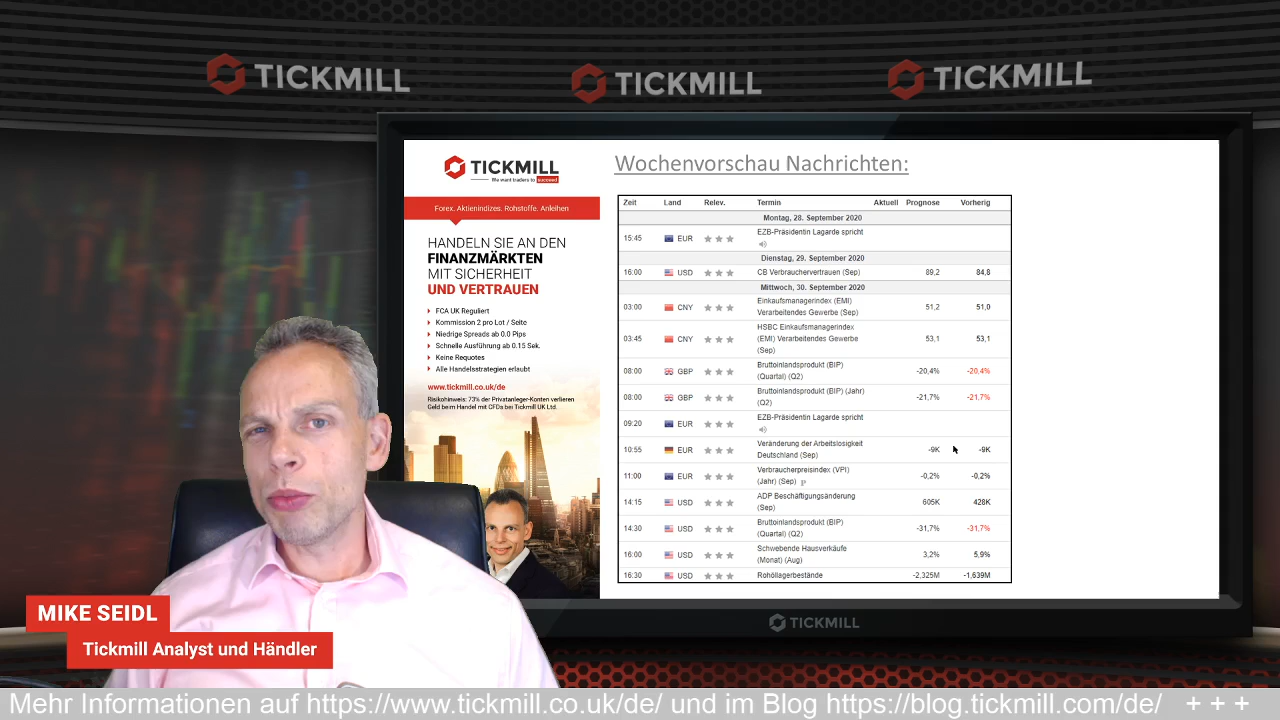 TICKMILL
TICKMILL
TICKMILL
TICKMILL
We want traders to succeed
Forex. Aktienindizes. Rohstoffe. Anleihen
HANDELN SIE AN DEN
FINANZMÄRKTEN
MIT SICHERHEIT
UND VERTRAUEN
FCA UK Reguliert
Kommission 2 pro Lot / Seite
Niedrige Spreads ab 0.0 Pips
Schnelle Ausführung ab 0.15 Sek.
Keine Requotes
Alle Handelsstrategien erlaubt
www.tickmill.co.uk/de
Risikohinweis: 73% der Privatanleger-Konten verlieren
Geld beim Handel mit CFDs bei Tickmill UK Ltd.
Wochenvorschau Nachrichten:
Zeit Land Relev. Termin Aktuell Prognose Vorherig
Montag, 28. September 2020
15:45 EUR EZB-Präsidentin Lagarde spricht
Dienstag, 29. September 2020
16:00 USD CB Verbrauchervertrauen (Sep) 89,2 84,8
Mittwoch, 30. September 2020
03:00 CNY Einkaufsmanagerindex (EMI) 51,2 51,0
Verarbeitendes Gewerbe (Sep)
03:45 CNY HSBC Einkaufsmanagerindex 53,1 53,1
(EMI) Verarbeitendes Gewerbe
(Sep)
08:00 GBP Bruttoinlandsprodukt (BIP) -20,4% -20,4%
(Quartal) (Q2)
08:00 GBP Bruttoinlandsprodukt (BIP) (Jahr) -21,7% -21,7%
(Q2)
09:20 EUR EZB-Präsidentin Lagarde spricht
10:55 EUR Veränderung der Arbeitslosigkeit -9K -9K
Deutschland (Sep)
11:00 EUR Verbraucherpreisindex (VPI) -0,2% -0,2%
(Jahr) (Sep) P
14:15 USD ADP Beschäftigungsänderung 605K 428K
(Sep)
14:30 USD Bruttoinlandsprodukt (BIP) -31,7% -31,7%
(Quartal) (Q2)
16:00 USD Schwebende Hausverkäufe 3,2% 5,9%
(Monat) (Aug)
16:30 USD Rohöllagerbestände -2,325M -1,639M
TICKMILL
MIKE SEIDL
Tickmill Analyst und Händler
Mehr Informationen auf https://www.tickmill.co.uk/de/ und im Blog https://blog.tickmill.com/de/ + + +